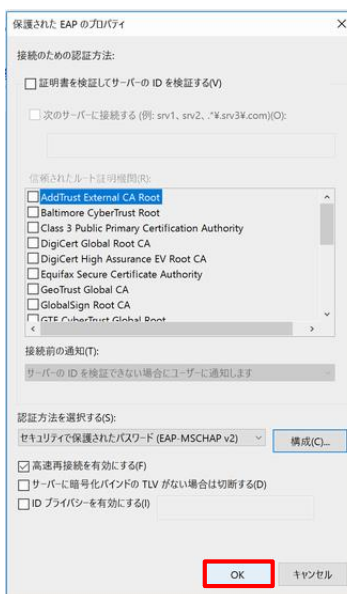 保護された EAP のプロパティ
接続のための認証方法:
証明書を検証してサーバーの ID を検証する(V)
次のサーバーに接続する (例: srv1、srv2、.*¥.srv3¥.com)(O):
信頼されたルート証明機関(R):
AddTrust External CA Root
Baltimore CyberTrust Root
Class 3 Public Primary Certification Authority
DigiCert Global Root CA
DigiCert High Assurance EV Root CA
Equifax Secure Certificate Authority
GeoTrust Global CA
GlobalSign Root CA
GTE CyberTrust Global Root
接続前の通知(T):
サーバーの ID を検証できない場合にユーザーに通知します
認証方法を選択する(S):
セキュリティで保護されたパスワード (EAP-MSCHAP v2)
構成(C)...
高速再接続を有効にする(F)
サーバーに暗号化バインドの TLV がない場合は切断する(D)
ID プライバシーを有効にする(I)
OK
キャンセル